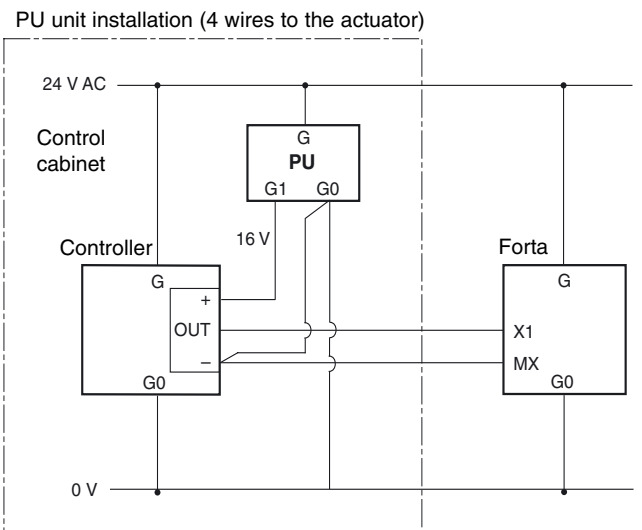 PU unit installation (4 wires to the actuator)
24 V AC
Control
cabinet
G
PU
G1 G0
16 V
Controller
Forta
G
G
+
OUT
X1
–
MX
G0
G0
0 V